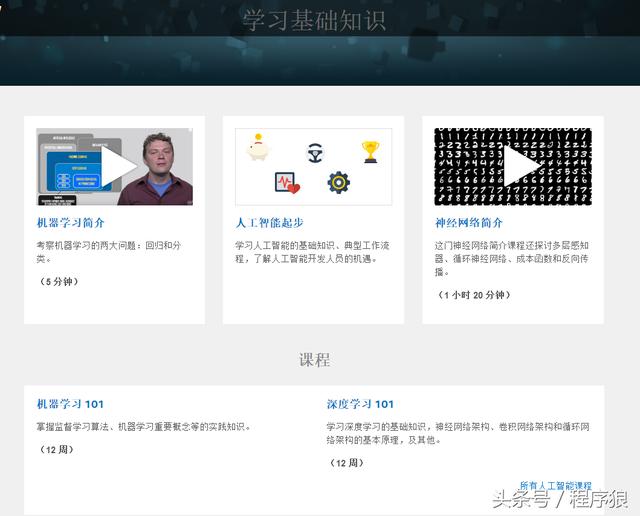 学习基础知识
机器学习简介
考察机器学习的两大问题：回归和分
类。
（5 分钟）
人工智能起步
学习人工智能的基础知识、典型工作流
程，了解人工智能开发人员的机遇。
神经网络简介
这门神经网络简介课程还探讨多层感知
器、循环神经网络、成本函数和反向传
播。
（1 小时 20 分钟）
课程
机器学习 101
掌握监督学习算法、机器学习重要概念等的实践知识。
（12 周）
深度学习 101
学习深度学习的基础知识，神经网络架构、卷积网络架构和循环网
络架构的基本原理，及其他。
（12 周）
所有人工智能课程
头条号／程序狼